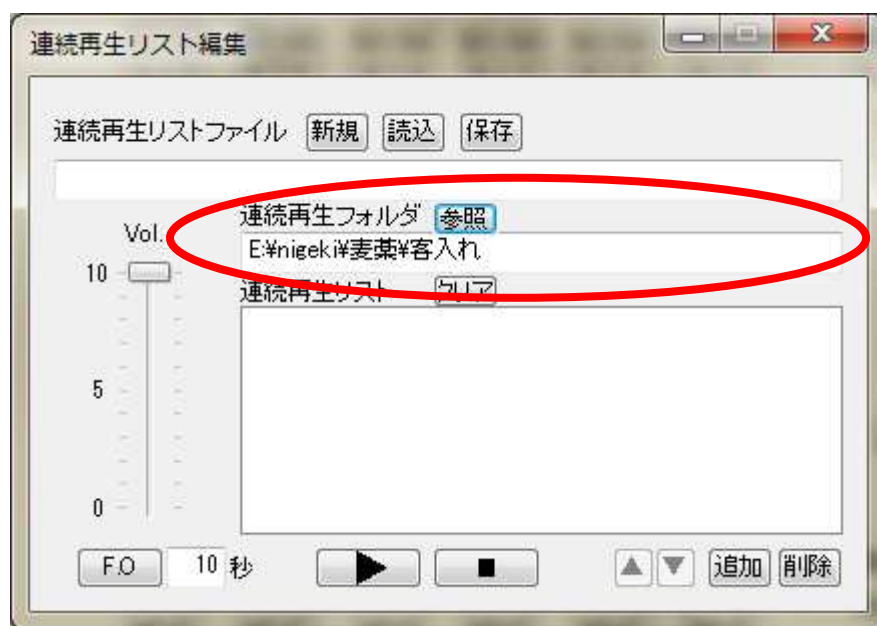 連続再生リスト編集
連続再生リストファイル 新規 読込 保存
連続再生フォルダ 参照
Vol.
E:¥nigeki¥麦藁¥客入れ
10
連続再生リスト クリア
5
0
F.O 10 秒 追加 削除